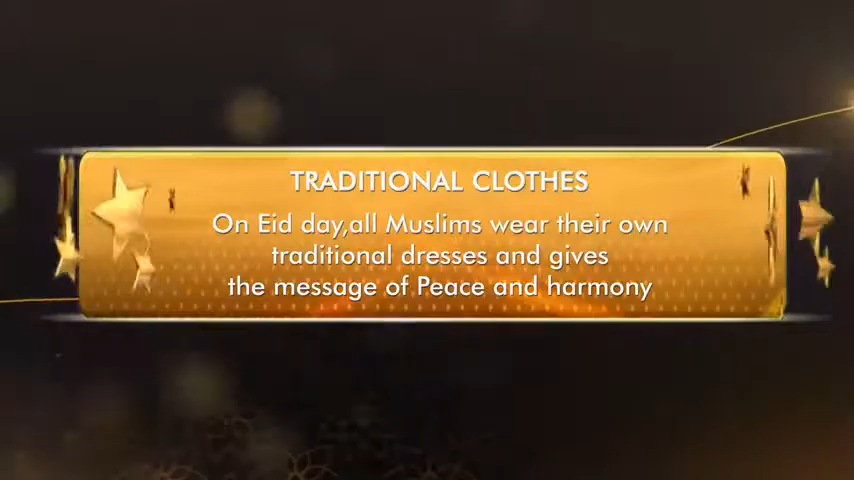 TRADITIONAL CLOTHES
On Eid day,all Muslims wear their own
traditional dresses and gives
the message of Peace and harmony